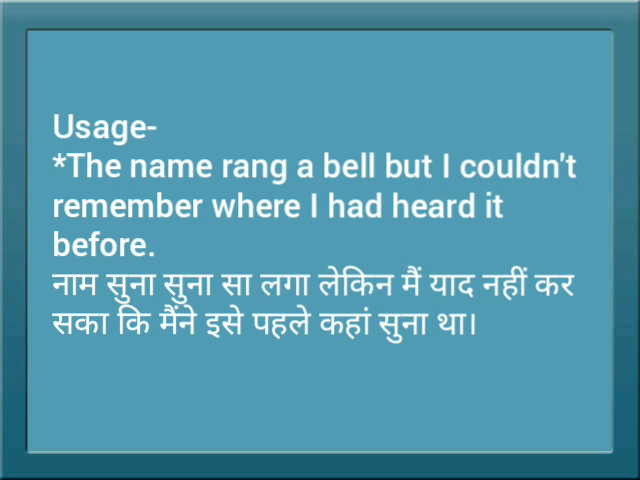 Usage-
*The name rang a bell but I couldn't
remember where I had heard it
before.
नाम सुना सुना सा लगा लेकिन मैं याद नहीं कर
सका कि मैंने इसे पहले कहां सुना था।